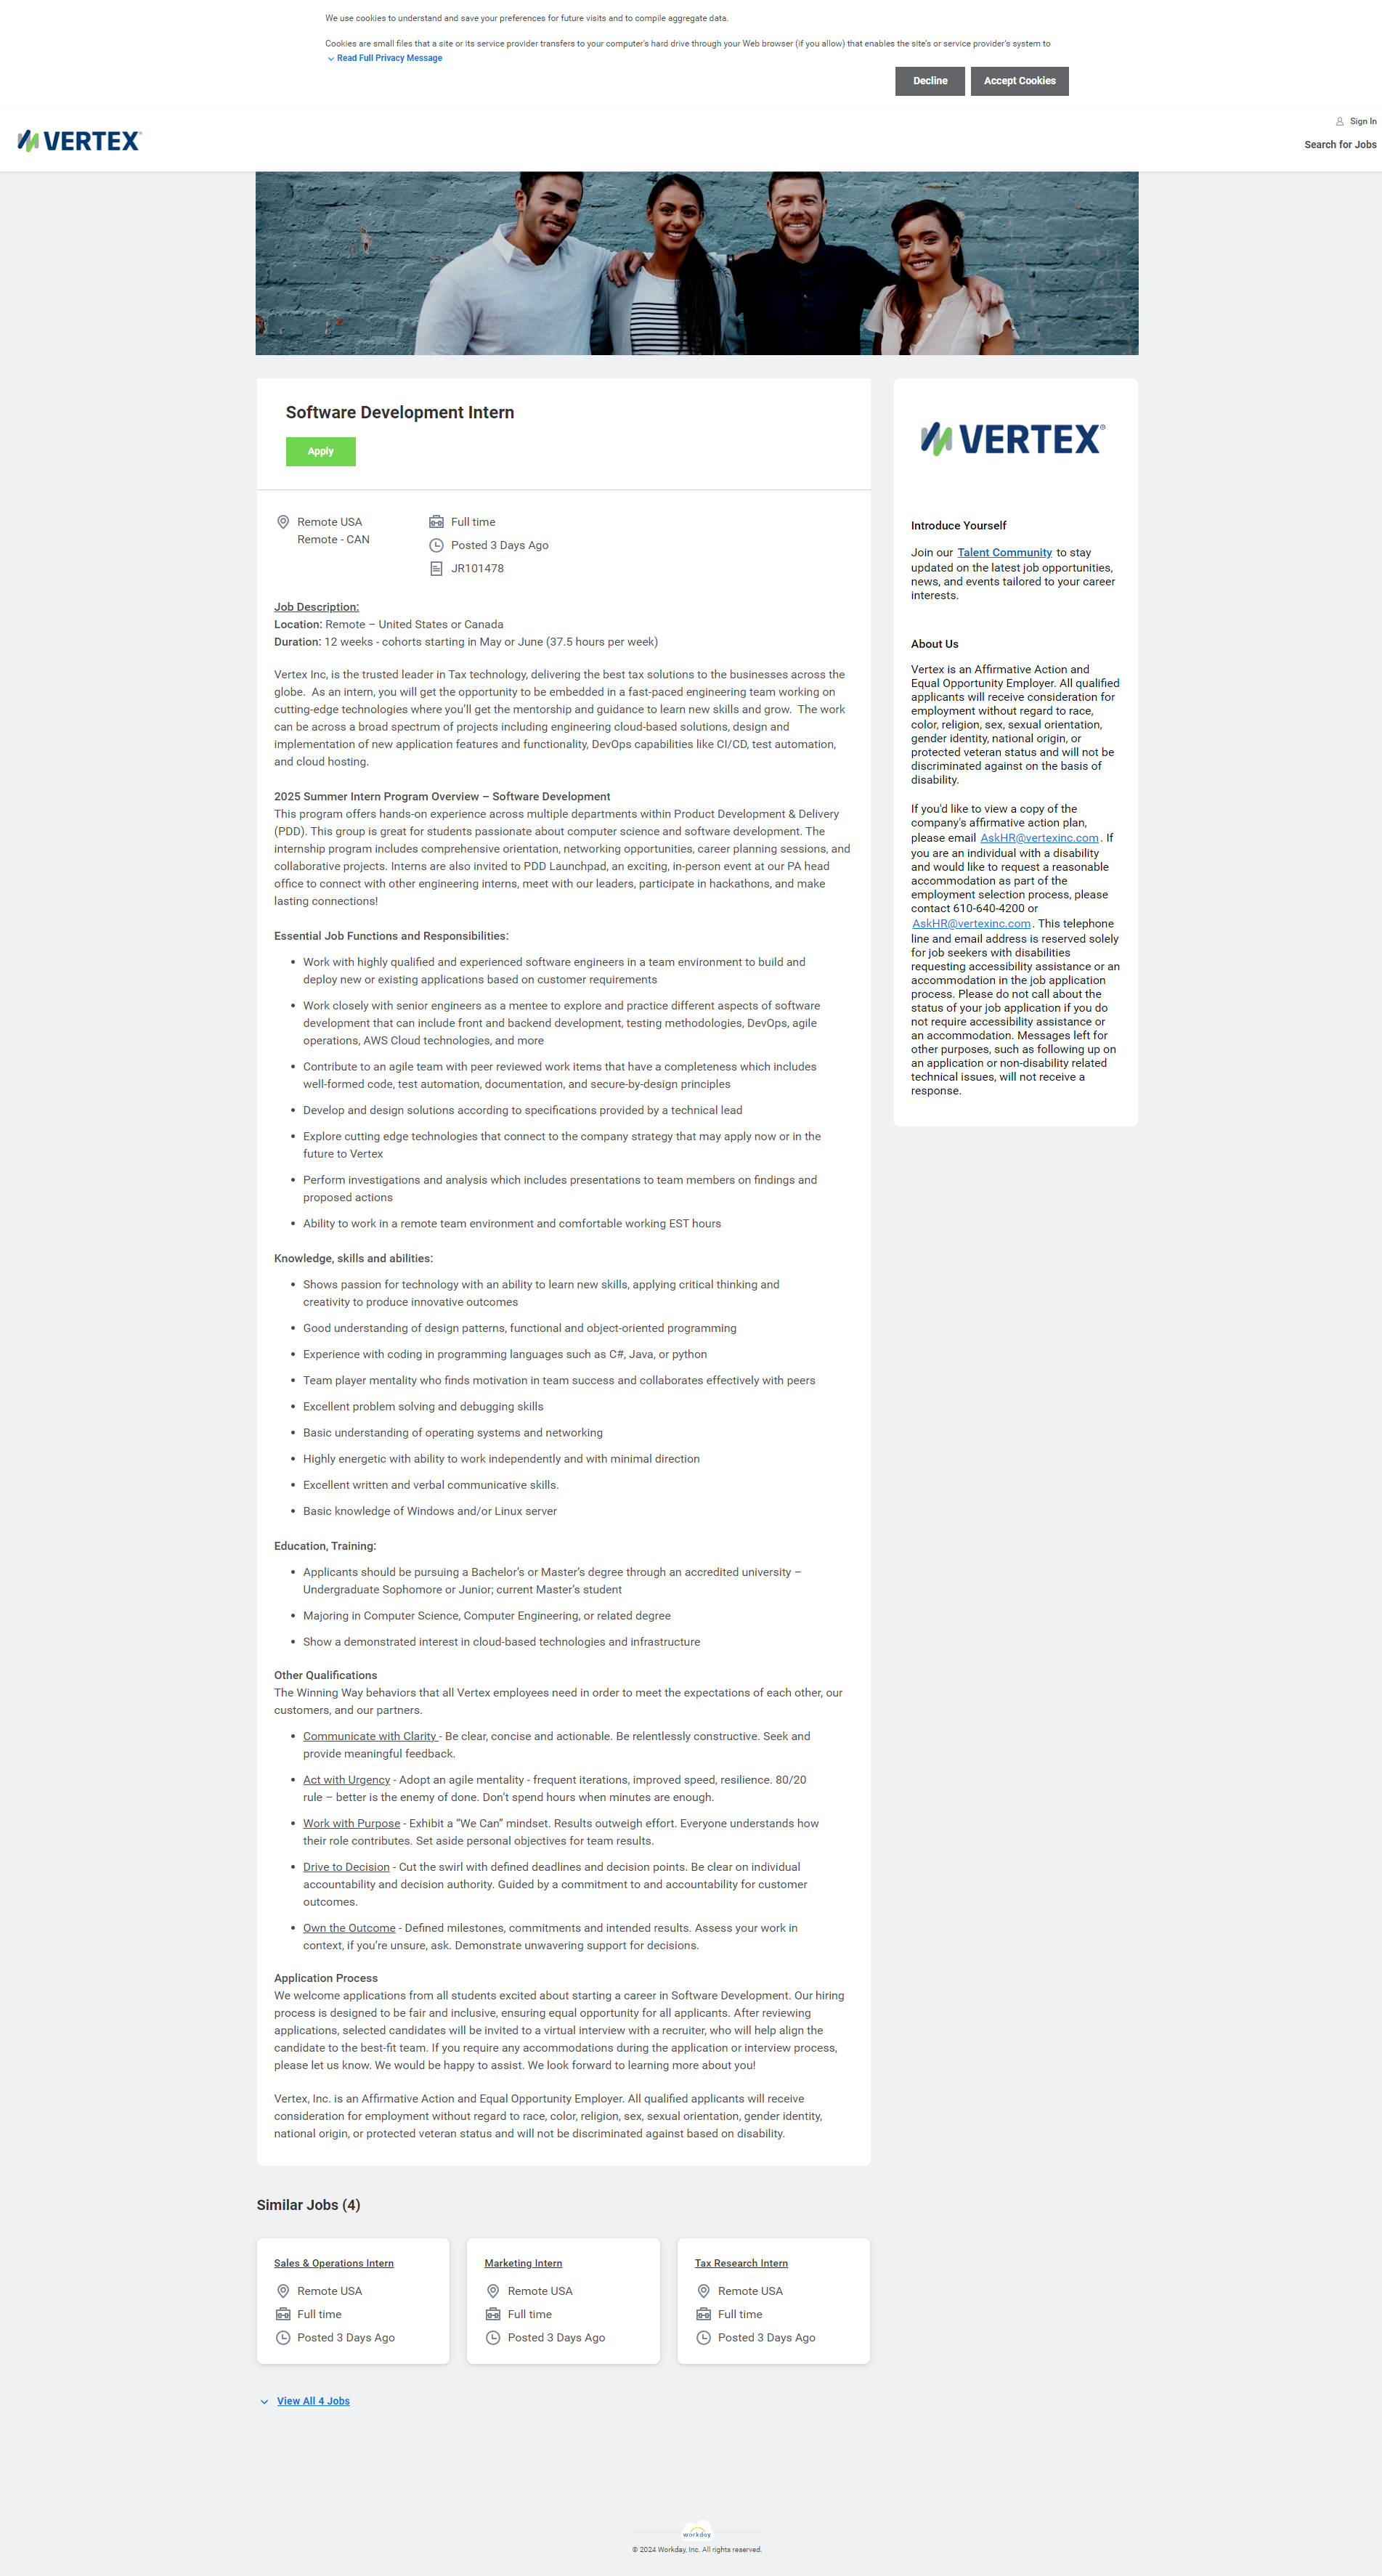 We use cookies to understand and save your preferences for future visits and to compile aggregate data.
Cookies are small files that a site or its service provider transfers to your computer's hard drive through your Web browser (if you allow) that enables the site's or service provider's system to
Read Full Privacy Message
Decline
Accept Cookies
VERTEX
Sign In
Search for Jobs
Software Development Intern
Apply
Remote USA
Remote - CAN
Full time
Posted 3 Days Ago
JR101478
Job Description:
Location: Remote – United States or Canada
Duration: 12 weeks - cohorts starting in May or June (37.5 hours per week)
Vertex Inc, is the trusted leader in Tax technology, delivering the best tax solutions to the businesses across the
globe.  As an intern, you will get the opportunity to be embedded in a fast-paced engineering team working on
cutting-edge technologies where you'll get the mentorship and guidance to learn new skills and grow.  The work
can be across a broad spectrum of projects including engineering cloud-based solutions, design and
implementation of new application features and functionality, DevOps capabilities like CI/CD, test automation,
and cloud hosting.
2025 Summer Intern Program Overview – Software Development
This program offers hands-on experience across multiple departments within Product Development & Delivery
(PDD). This group is great for students passionate about computer science and software development. The
internship program includes comprehensive orientation, networking opportunities, career planning sessions, and
collaborative projects. Interns are also invited to PDD Launchpad, an exciting, in-person event at our PA head
office to connect with other engineering interns, meet with our leaders, participate in hackathons, and make
lasting connections!
Essential Job Functions and Responsibilities:
• Work with highly qualified and experienced software engineers in a team environment to build and
deploy new or existing applications based on customer requirements
• Work closely with senior engineers as a mentee to explore and practice different aspects of software
development that can include front and backend development, testing methodologies, DevOps, agile
operations, AWS Cloud technologies, and more
• Contribute to an agile team with peer reviewed work items that have a completeness which includes
well-formed code, test automation, documentation, and secure-by-design principles
• Develop and design solutions according to specifications provided by a technical lead
• Explore cutting edge technologies that connect to the company strategy that may apply now or in the
future to Vertex
• Perform investigations and analysis which includes presentations to team members on findings and
proposed actions
• Ability to work in a remote team environment and comfortable working EST hours
Knowledge, skills and abilities:
• Shows passion for technology with an ability to learn new skills, applying critical thinking and
creativity to produce innovative outcomes
• Good understanding of design patterns, functional and object-oriented programming
• Experience with coding in programming languages such as C#, Java, or python
• Team player mentality who finds motivation in team success and collaborates effectively with peers
• Excellent problem solving and debugging skills
• Basic understanding of operating systems and networking
• Highly energetic with ability to work independently and with minimal direction
• Excellent written and verbal communicative skills.
• Basic knowledge of Windows and/or Linux server
Education, Training:
• Applicants should be pursuing a Bachelor's or Master's degree through an accredited university –
Undergraduate Sophomore or Junior; current Master's student
• Majoring in Computer Science, Computer Engineering, or related degree
• Show a demonstrated interest in cloud-based technologies and infrastructure
Other Qualifications
The Winning Way behaviors that all Vertex employees need in order to meet the expectations of each other, our
customers, and our partners.
• Communicate with Clarity - Be clear, concise and actionable. Be relentlessly constructive. Seek and
provide meaningful feedback.
• Act with Urgency - Adopt an agile mentality - frequent iterations, improved speed, resilience. 80/20
rule – better is the enemy of done. Don't spend hours when minutes are enough.
• Work with Purpose - Exhibit a “We Can” mindset. Results outweigh effort. Everyone understands how
their role contributes. Set aside personal objectives for team results.
• Drive to Decision - Cut the swirl with defined deadlines and decision points. Be clear on individual
accountability and decision authority. Guided by a commitment to and accountability for customer
outcomes.
• Own the Outcome - Defined milestones, commitments and intended results. Assess your work in
context, if you're unsure, ask. Demonstrate unwavering support for decisions.
Application Process
We welcome applications from all students excited about starting a career in Software Development. Our hiring
process is designed to be fair and inclusive, ensuring equal opportunity for all applicants. After reviewing
applications, selected candidates will be invited to a virtual interview with a recruiter, who will help align the
candidate to the best-fit team. If you require any accommodations during the application or interview process,
please let us know. We would be happy to assist. We look forward to learning more about you!
Vertex, Inc. is an Affirmative Action and Equal Opportunity Employer. All qualified applicants will receive
consideration for employment without regard to race, color, religion, sex, sexual orientation, gender identity,
national origin, or protected veteran status and will not be discriminated against based on disability.
VERTEX®
Introduce Yourself
Join our Talent Community to stay
updated on the latest job opportunities,
news, and events tailored to your career
interests.
About Us
Vertex is an Affirmative Action and
Equal Opportunity Employer. All qualified
applicants will receive consideration for
employment without regard to race,
color, religion, sex, sexual orientation,
gender identity, national origin, or
protected veteran status and will not be
discriminated against on the basis of
disability.
If you'd like to view a copy of the
company's affirmative action plan,
please email AskHR@vertexinc.com. If
you are an individual with a disability
and would like to request a reasonable
accommodation as part of the
employment selection process, please
contact 610-640-4200 or
AskHR@vertexinc.com. This telephone
line and email address is reserved solely
for job seekers with disabilities
requesting accessibility assistance or an
accommodation in the job application
process. Please do not call about the
status of your job application if you do
not require accessibility assistance or
an accommodation. Messages left for
other purposes, such as following up on
an application or non-disability related
technical issues, will not receive a
response.
Similar Jobs (4)
Sales & Operations Intern
Remote USA
Full time
Posted 3 Days Ago
Marketing Intern
Remote USA
Full time
Posted 3 Days Ago
Tax Research Intern
Remote USA
Full time
Posted 3 Days Ago
View All 4 Jobs
workday
© 2024 Workday, Inc. All rights reserved.